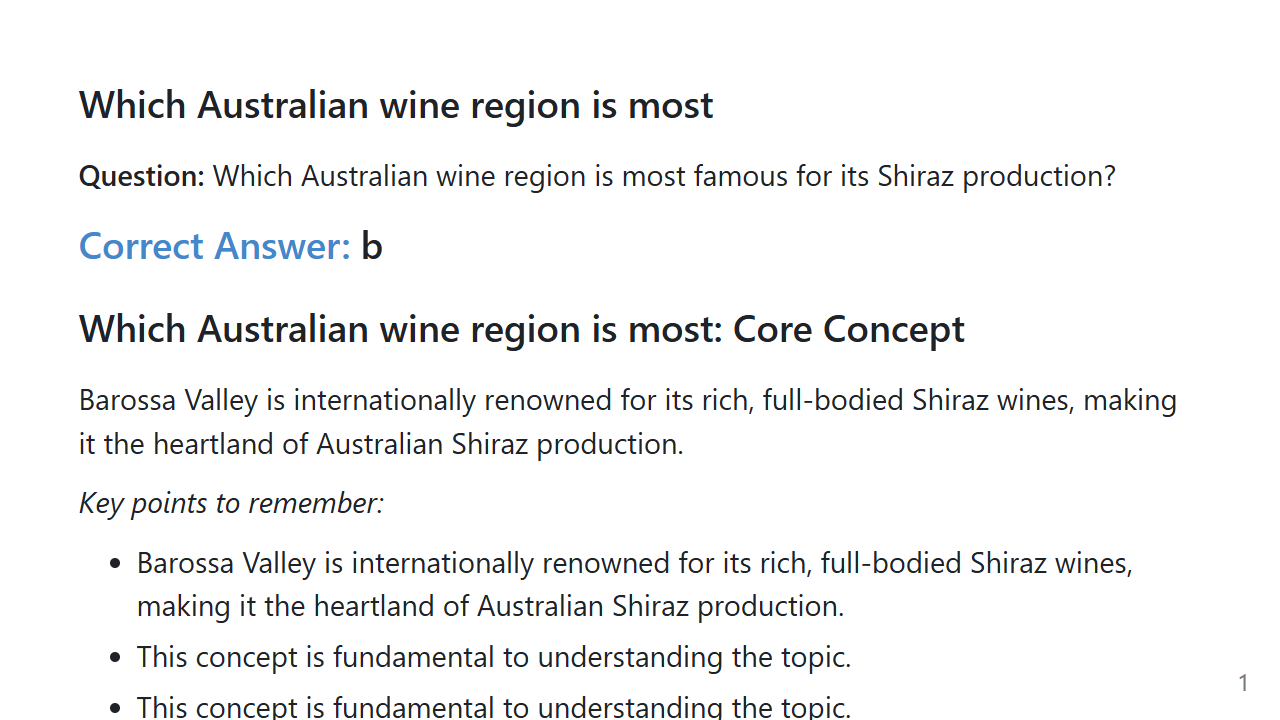 Which Australian wine region is most
Question: Which Australian wine region is most famous for its Shiraz production?
Correct Answer: b
Which Australian wine region is most: Core Concept
Barossa Valley is internationally renowned for its rich, full-bodied Shiraz wines, making
it the heartland of Australian Shiraz production.
Key points to remember:
• Barossa Valley is internationally renowned for its rich, full-bodied Shiraz wines,
making it the heartland of Australian Shiraz production.
• This concept is fundamental to understanding the topic.
• This concept is fundamental to understanding the topic.
1